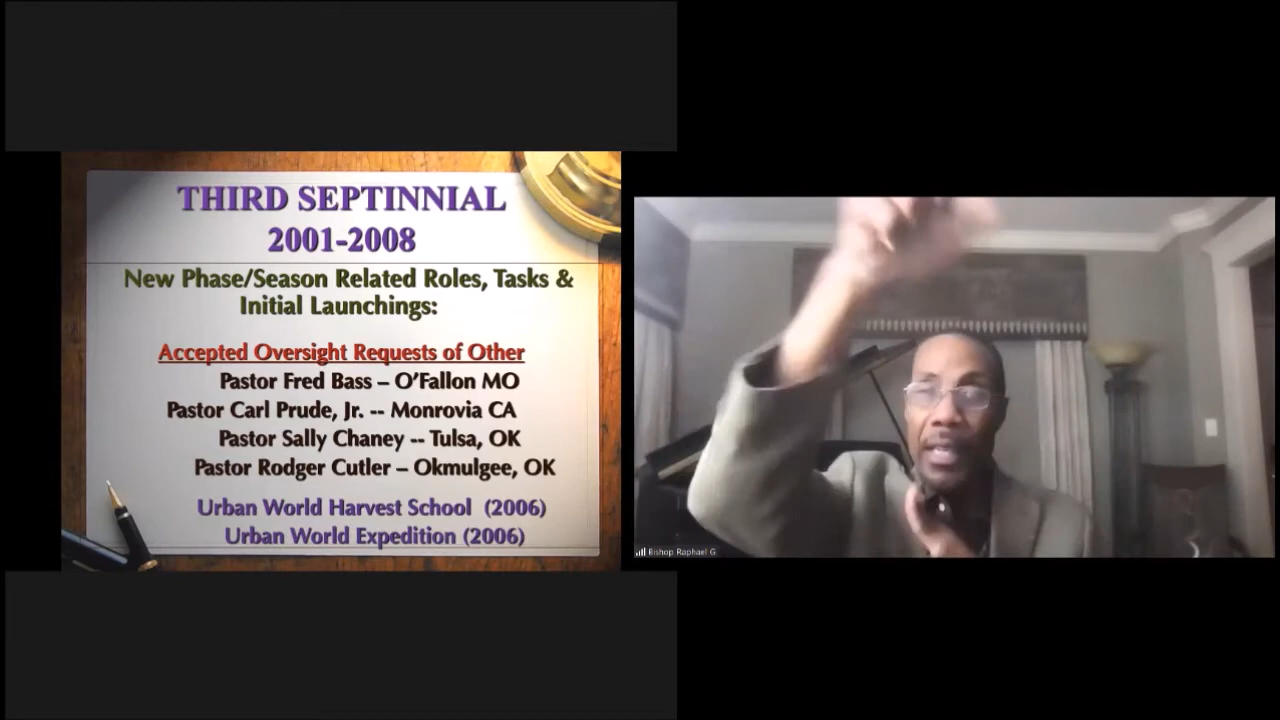 THIRD SEPTINNIAL
2001-2008
New Phase/Season Related Roles, Tasks &
Initial Launchings:
Accepted Oversight Requests of Other
Pastor Fred Bass – O’Fallon MO
Pastor Carl Prude, Jr. -- Monrovia CA
Pastor Sally Chaney -- Tulsa, OK
Pastor Rodger Cutler – Okmulgee, OK
Urban World Harvest School (2006)
Urban World Expedition (2006)
Bishop Raphael G